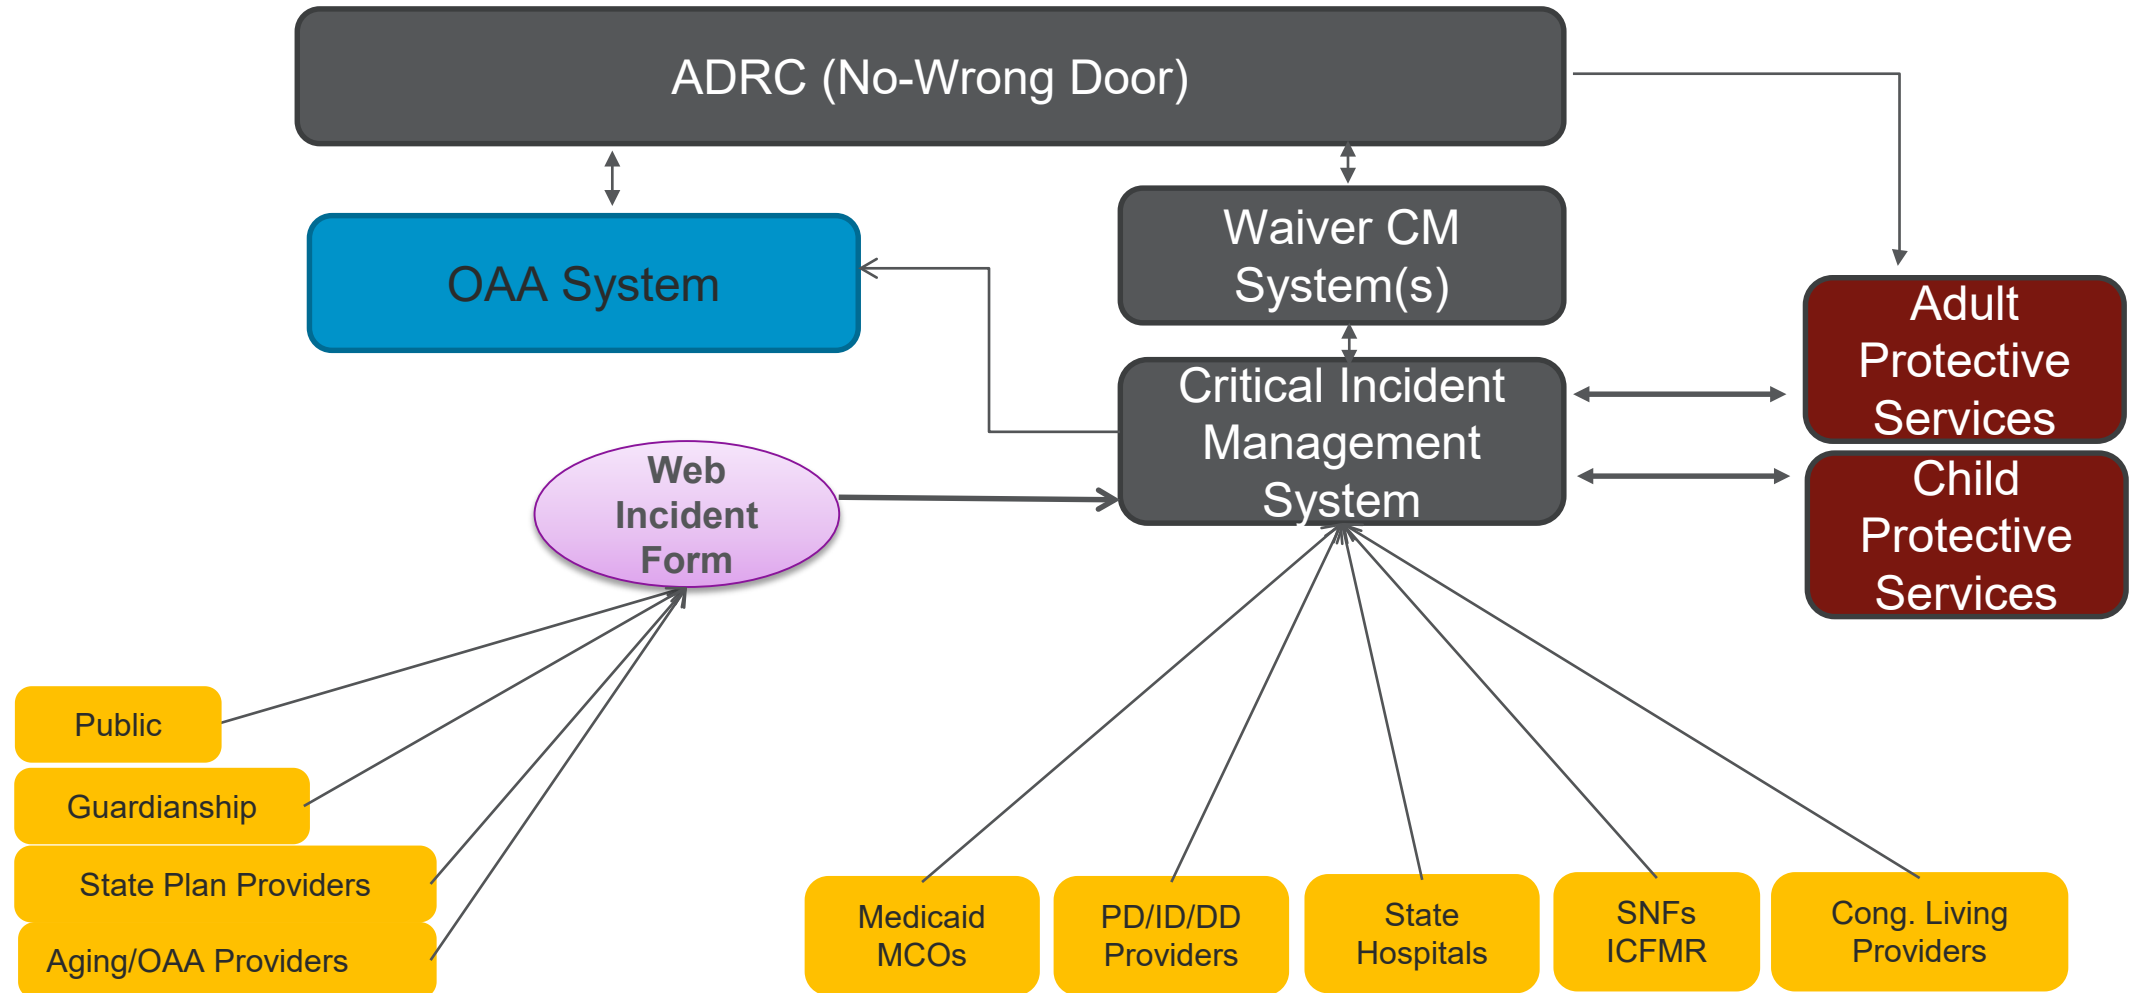 ADRC (No-Wrong Door)
OAA System
Waiver CM
System(s)
Adult
Protective
Services
Critical Incident
Management
System
Web
Incident
Form
Child
Protective
Services
Public
Guardianship
State Plan Providers
Aging/OAA Providers
Medicaid
MCOs
PD/ID/DD
Providers
State
Hospitals
SNFs
ICFMR
Cong. Living
Providers